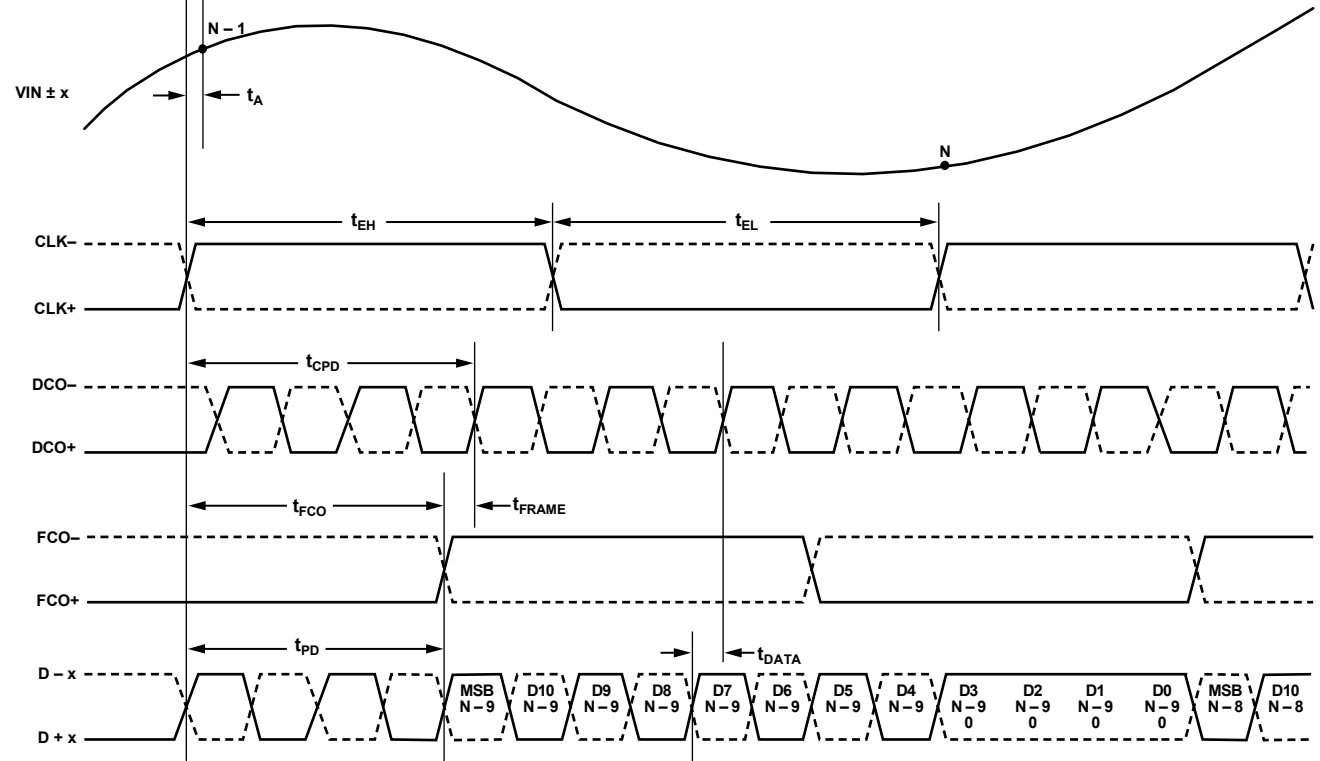 N – 1
VIN ± x
tA
N
tEH
tEL
CLK–
CLK+
tCPD
DCO–
DCO+
tFCO
tFRAME
FCO–
FCO+
tPD
tDATA
D – x
MSB D10 D9 D8 D7 D6 D5 D4 D3 D2 D1 D0 MSB D10
N – 9 N – 9 N – 9 N – 9 N – 9 N – 9 N – 9 N – 9 N – 9 N – 9 N – 9 N – 9 N – 8 N – 8
0 0 0 0
D + x